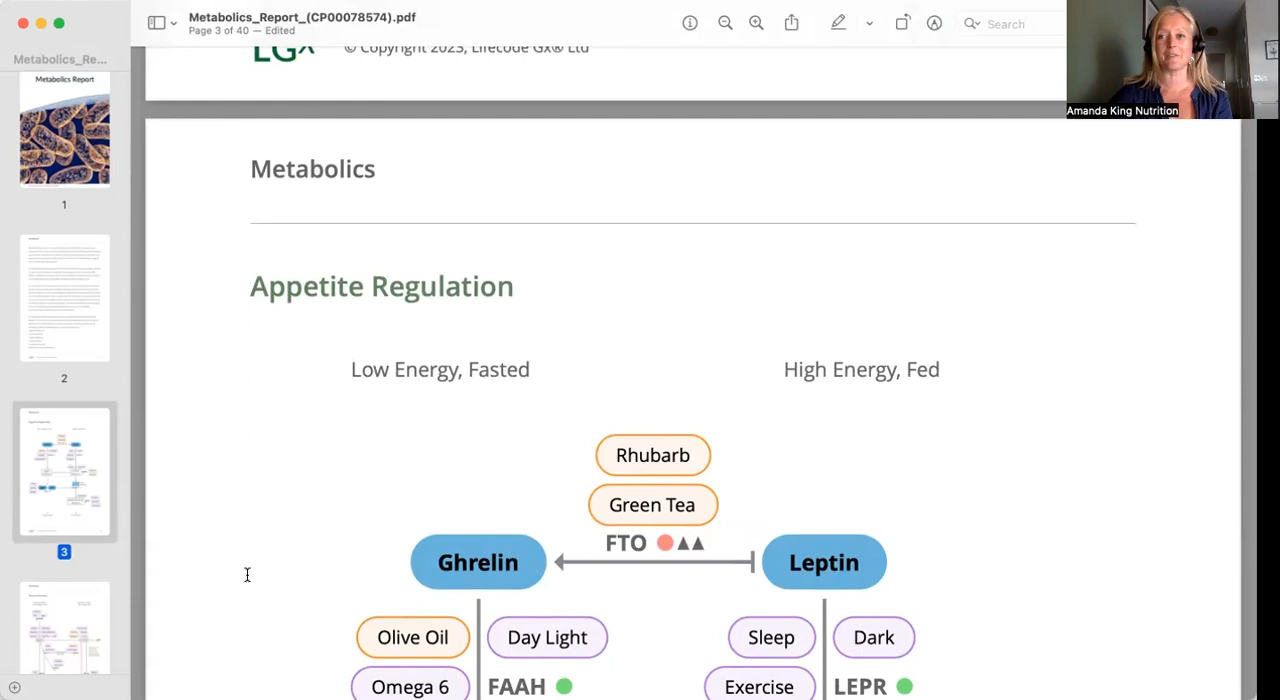 Metabolics_Report_(CP00078574).pdf
Page 3 of 40 — Edited
Search
Metabolics_Re...
Metabolics Report
1
2
3
LGX © Copyright 2023, Lifecode GX® Ltd
Amanda King Nutrition
Metabolics
Appetite Regulation
Low Energy, Fasted High Energy, Fed
Rhubarb
Green Tea
FTO
Ghrelin Leptin
Olive Oil Day Light Sleep Dark
Omega 6 FAAH Exercise LEPR